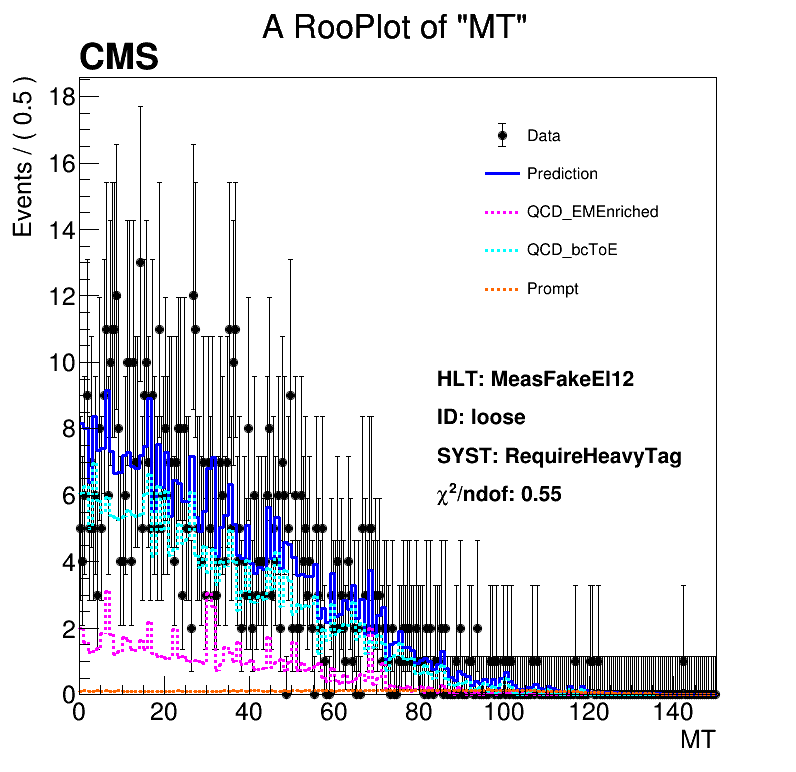 A RooPlot of "MT"
CMS
Events / ( 0.5 )
18
16
14
12
10
8
6
4
2
0
Data
Prediction
QCD_EMEnriched
QCD_bcToE
Prompt
HLT: MeasFakeEl12
ID: loose
SYST: RequireHeavyTag
χ²/ndof: 0.55
0 20 40 60 80 100 120 140
MT